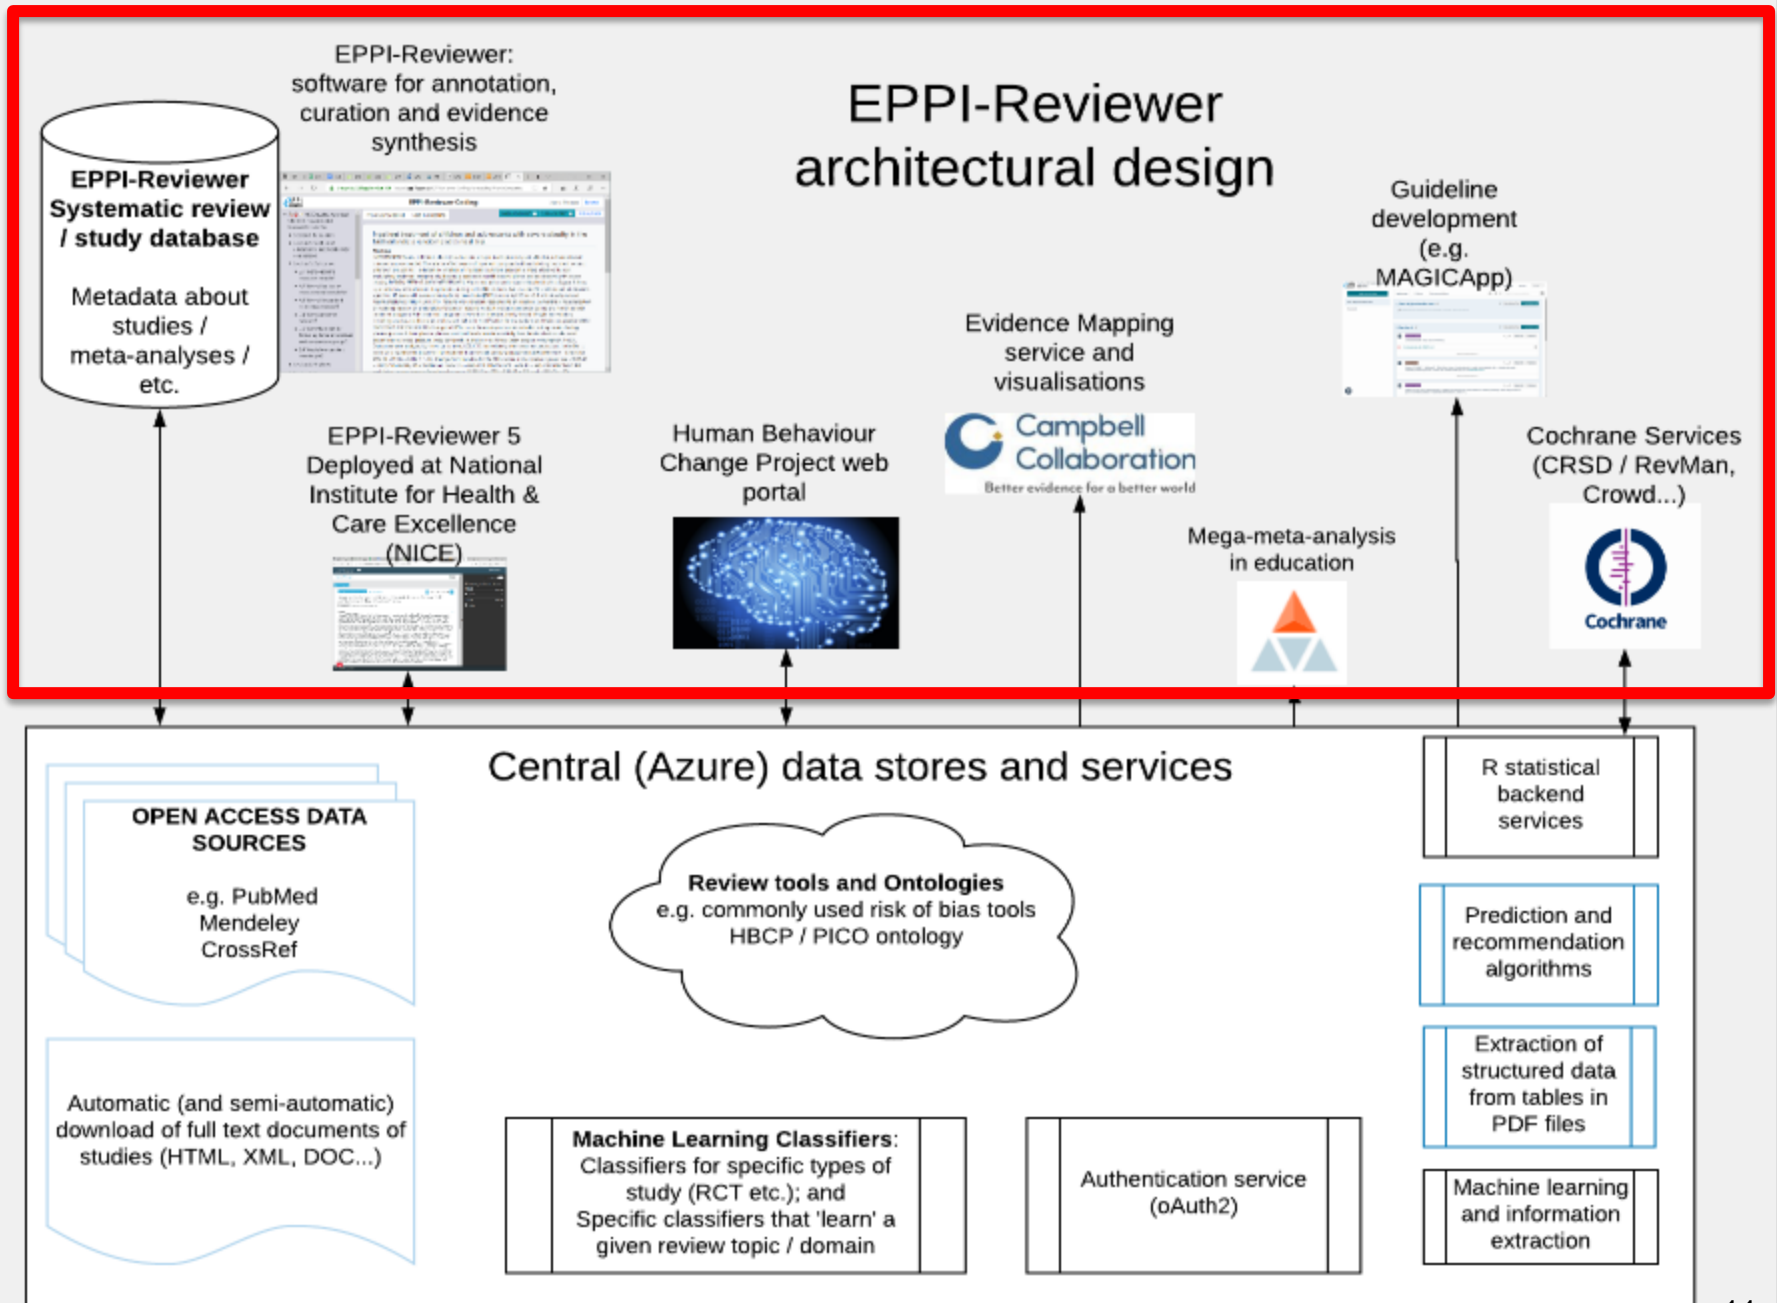 EPPI-Reviewer
architectural design
EPPI-Reviewer:
software for annotation,
curation and evidence
synthesis
EPPI-Reviewer
Systematic review
/ study database
Metadata about
studies /
meta-analyses /
etc.
EPPI-Reviewer 5
Deployed at National
Institute for Health &
Care Excellence
(NICE)
Human Behaviour
Change Project web
portal
Evidence Mapping
service and
visualisations
Campbell
Collaboration
Better evidence for a better world
Mega-meta-analysis
in education
Guideline
development
(e.g.
MAGICApp)
Cochrane Services
(CRSD / RevMan,
Crowd...)
Cochrane
Central (Azure) data stores and services
OPEN ACCESS DATA
SOURCES
e.g. PubMed
Mendeley
CrossRef
Automatic (and semi-automatic)
download of full text documents of
studies (HTML, XML, DOC...)
Review tools and Ontologies
e.g. commonly used risk of bias tools
HBCP / PICO ontology
Machine Learning Classifiers:
Classifiers for specific types of
study (RCT etc.); and
Specific classifiers that 'learn' a
given review topic / domain
Authentication service
(oAuth2)
R statistical
backend
services
Prediction and
recommendation
algorithms
Extraction of
structured data
from tables in
PDF files
Machine learning
and information
extraction